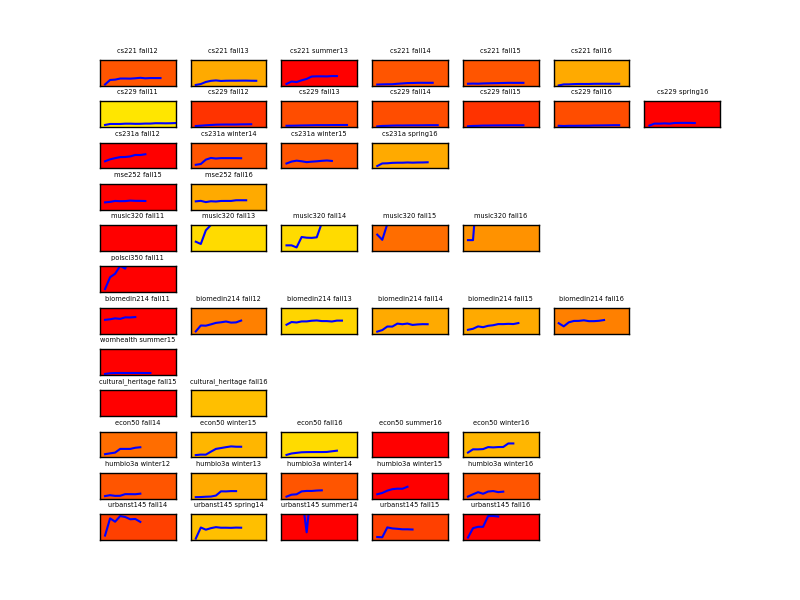 cs221 fall12 cs221 fall13 cs221 summer13 cs221 fall14 cs221 fall15 cs221 fall16
cs229 fall11 cs229 fall12 cs229 fall13 cs229 fall14 cs229 fall15 cs229 fall16 cs229 spring16
cs231a fall12 cs231a winter14 cs231a winter15 cs231a spring16
mse252 fall15 mse252 fall16
music320 fall11 music320 fall13 music320 fall14 music320 fall15 music320 fall16
polsci350 fall11
biomedin214 fall11 biomedin214 fall12 biomedin214 fall13 biomedin214 fall14 biomedin214 fall15 biomedin214 fall16
womhealth summer15
cultural_heritage fall15 cultural_heritage fall16
econ50 fall14 econ50 winter15 econ50 fall16 econ50 summer16 econ50 winter16
humbio3a winter12 humbio3a winter13 humbio3a winter14 humbio3a winter15 humbio3a winter16
urbanst145 fall14 urbanst145 spring14 urbanst145 summer14 urbanst145 fall15 urbanst145 fall16